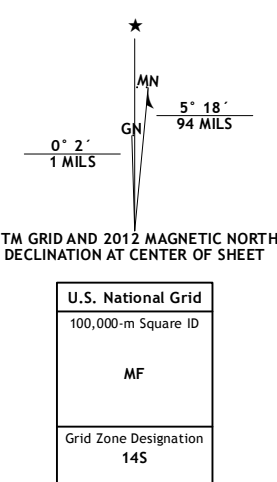 ★
MN
5° 18´
94 MILS
GN
0° 2´
1 MILS
TM GRID AND 2012 MAGNETIC NORTH
DECLINATION AT CENTER OF SHEET
U.S. National Grid
100,000-m Square ID
MF
Grid Zone Designation
14S